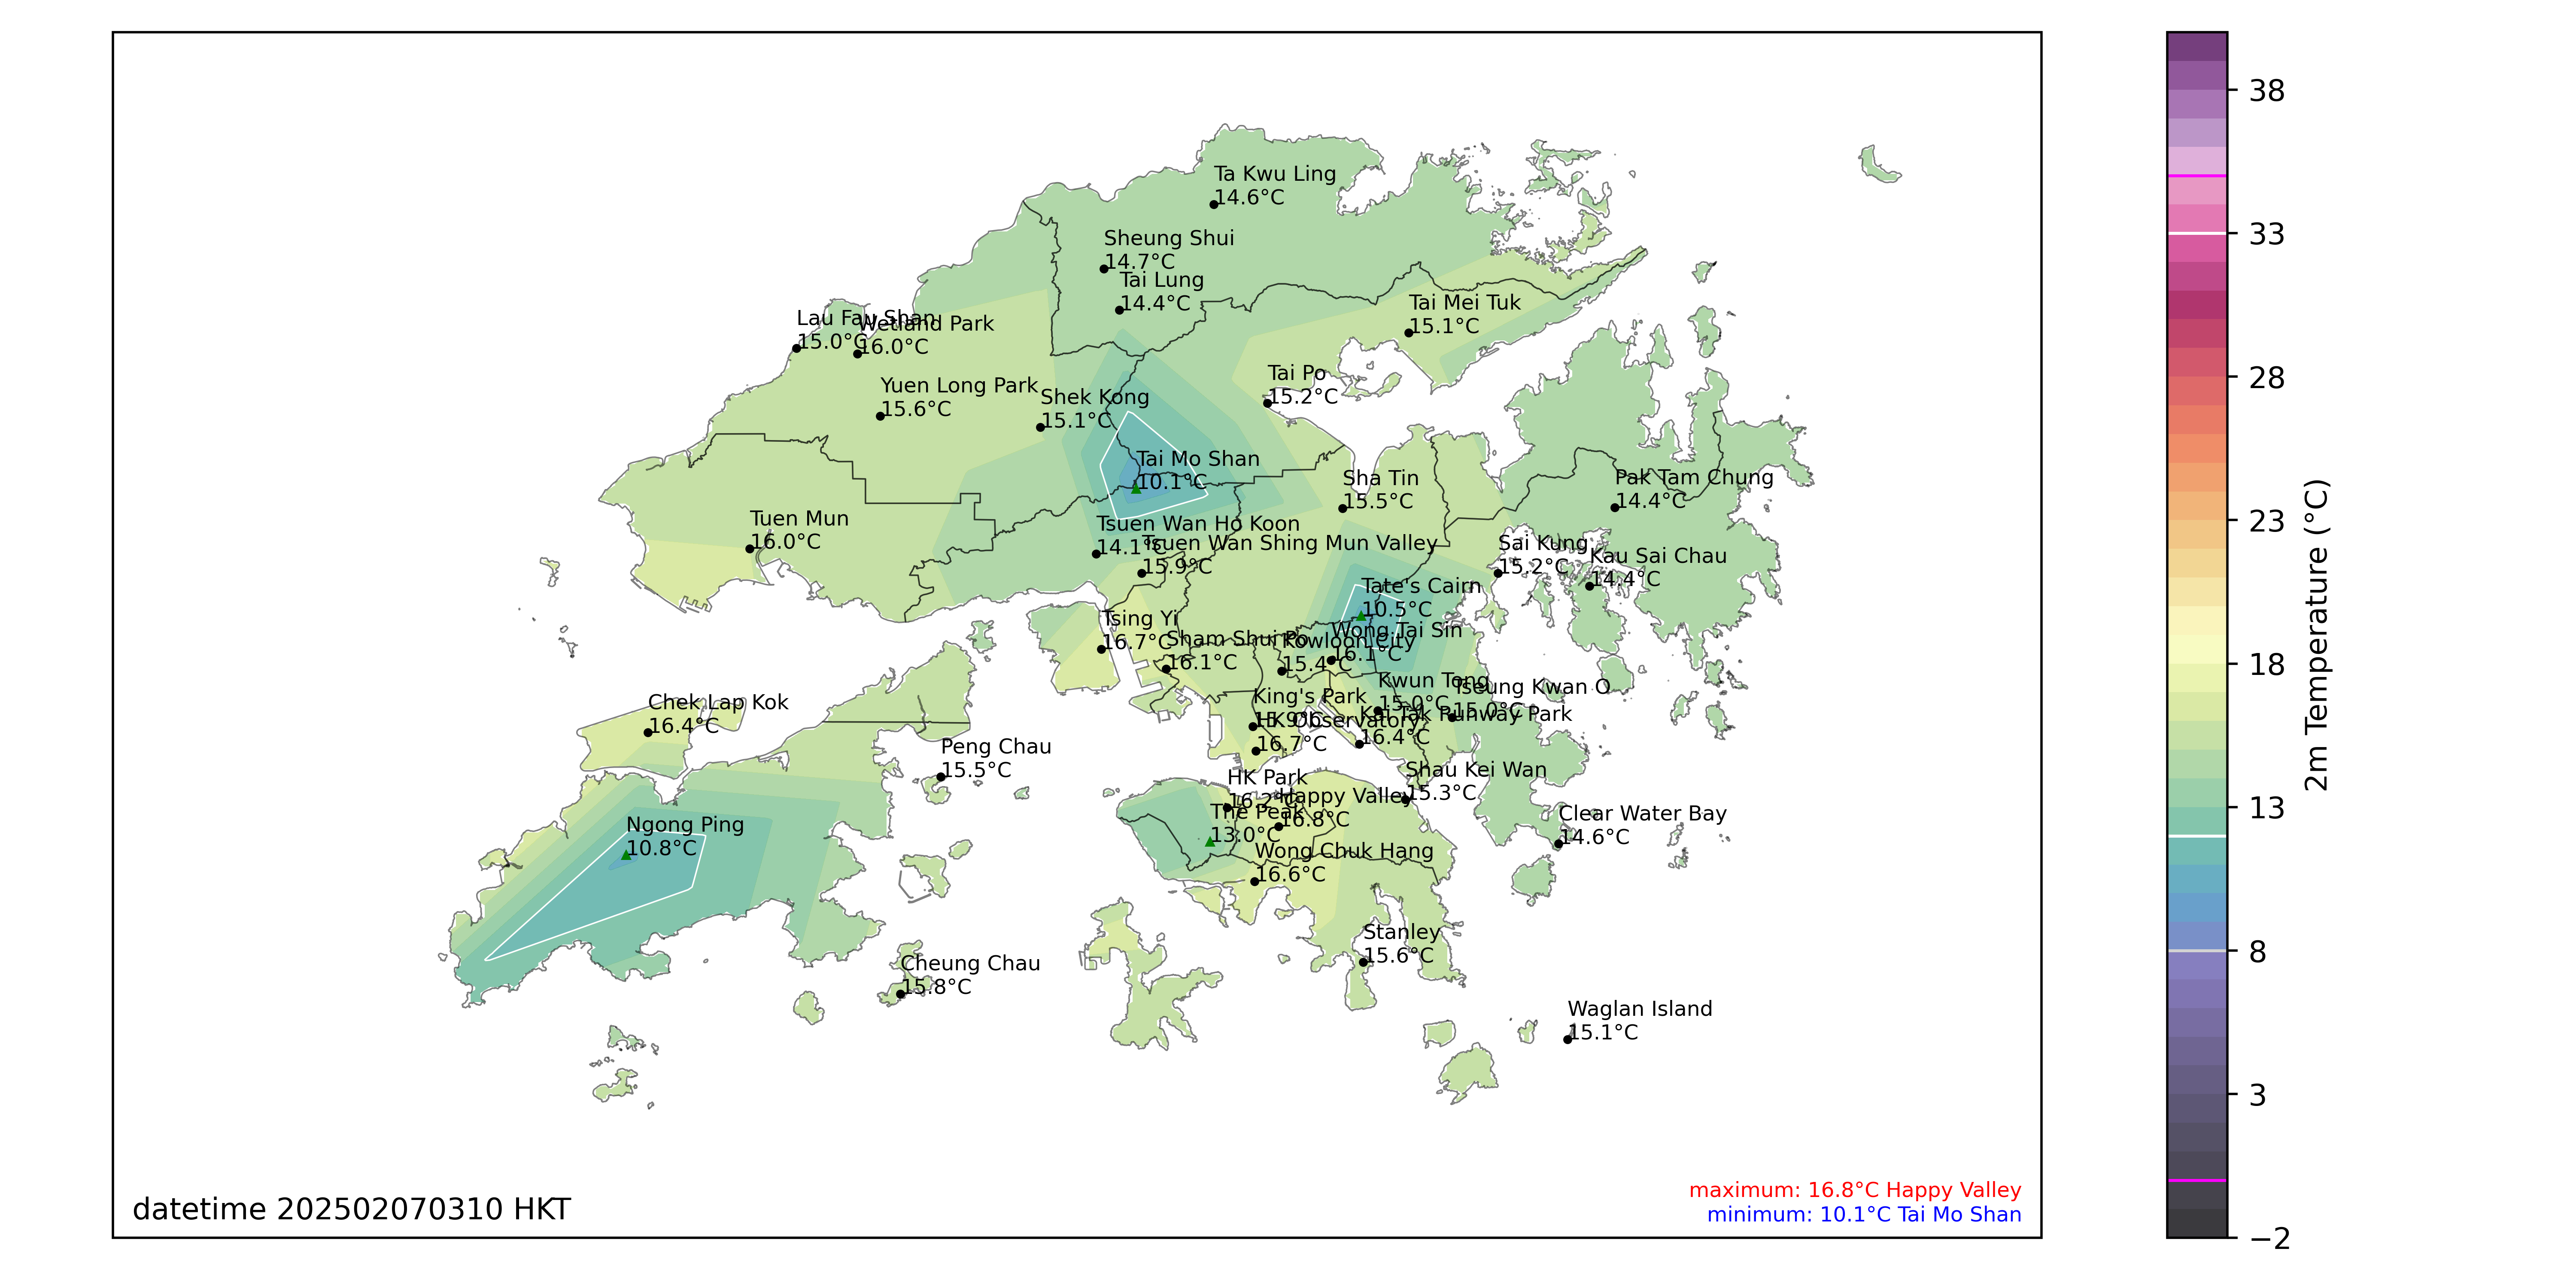 Ta Kwu Ling
14.6°C
Sheung Shui
14.7°C
Tai Lung
14.4°C
Tai Mei Tuk
15.1°C
Lau Fau Shan
15.0°C
Wetland Park
16.0°C
Tai Po
15.2°C
Yuen Long Park
15.6°C
Shek Kong
15.1°C
Tai Mo Shan
10.1°C
Sha Tin
15.5°C
Pak Tam Chung
14.4°C
Tuen Mun
16.0°C
Tsuen Wan Ho Koon
14.1°C
Tsuen Wan Shing Mun Valley
15.9°C
Sai Kung
15.2°C
Kau Sai Chau
14.4°C
Tate's Cairn
10.5°C
Tsing Yi
16.7°C
Sham Shui Po
16.1°C
Kowloon City
15.4°C
Wong Tai Sin
16.1°C
Kwun Tong
15.0°C
Tseung Kwan O
15.0°C
King's Park
15.9°C
HK Observatory
16.7°C
Kai Tak Runway Park
16.4°C
Chek Lap Kok
16.4°C
Peng Chau
15.5°C
Shau Kei Wan
15.3°C
HK Park
16.2°C
Happy Valley
16.8°C
The Peak
13.0°C
Clear Water Bay
14.6°C
Ngong Ping
10.8°C
Wong Chuk Hang
16.6°C
Stanley
15.6°C
Cheung Chau
15.8°C
Waglan Island
15.1°C
datetime 202502070310 HKT
maximum: 16.8°C Happy Valley
minimum: 10.1°C Tai Mo Shan
38
33
28
23
18
13
8
3
−2
2m Temperature (°C)